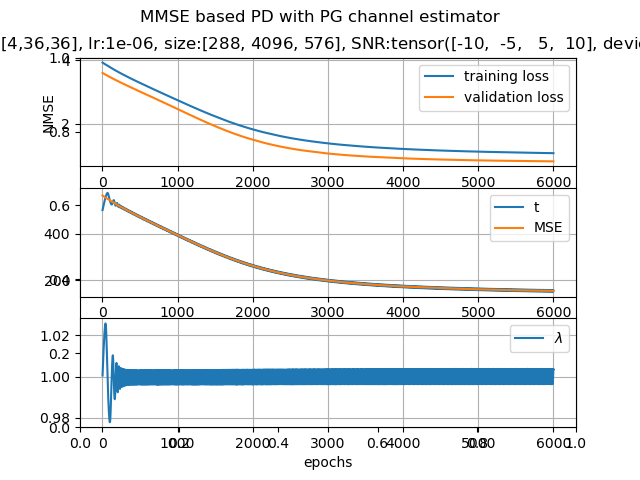 MMSE based PD with PG channel estimator
[4,36,36], lr:1e-06, size:[288, 4096, 576], SNR:tensor([-10, -5, 5, 10], devic
1.0
NMSE
0.8
training loss
validation loss
0 1000 2000 3000 4000 5000 6000
0.6
400
200
0.4
t
MSE
0 1000 2000 3000 4000 5000 6000
1.02
0.2
1.00
0.98
0.0
λ
0 1000 2000 3000 4000 5000 6000
0.0 0.2 0.4 0.6 0.8 1.0
epochs